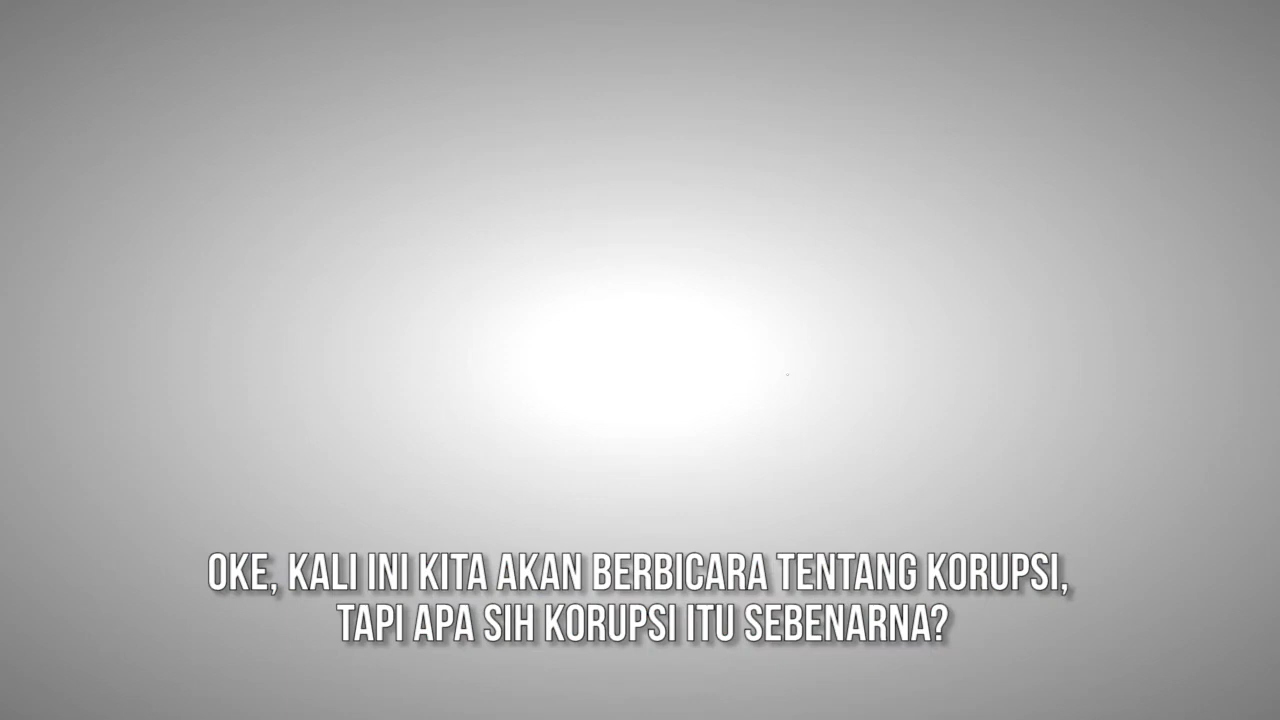 OKE, KALI INI KITA AKAN BERBICARA TENTANG KORUPSI,
TAPI APA SIH KORUPSI ITU SEBENARNA?